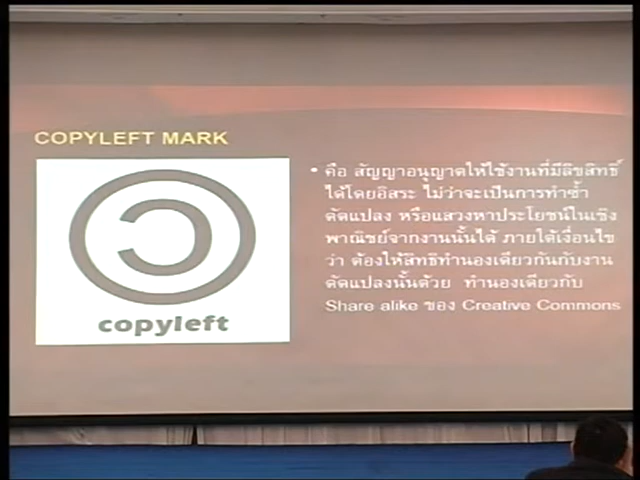 COPYLEFT MARK
copyleft
• คือ สัญญาอนุญาตให้ใช้งานที่มีลิขสิทธิ์
ได้โดยอิสระ ไม่ว่าจะเป็นการทำซ้ำ
ดัดแปลง หรือแสวงหาประโยชน์ในเชิง
พาณิชย์จากงานนั้นได้ ภายใต้เงื่อนไข
ว่า ต้องให้สิทธิทำนองเดียวกันกับงาน
ดัดแปลงนั้นด้วย ทำนองเดียวกับ
Share alike ของ Creative Commons